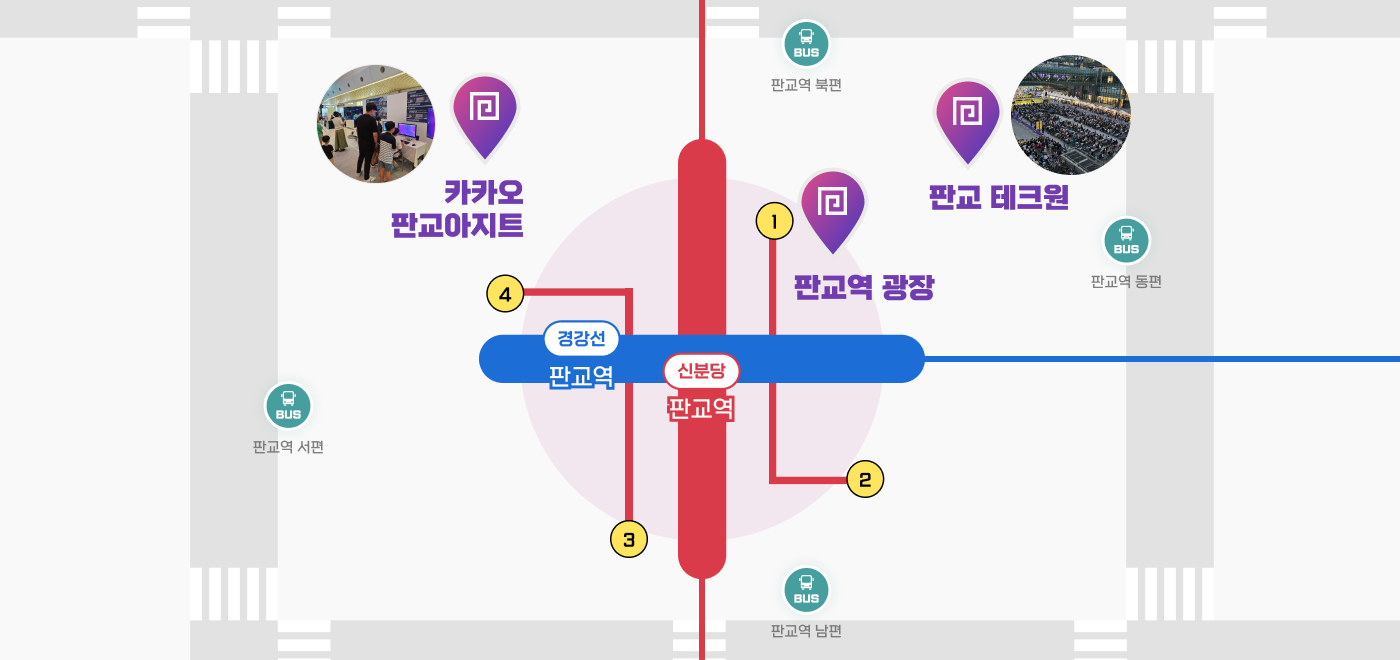 BUS
판교역 북편
카카오
판교아지트
판교 테크원
1
판교역 광장
BUS
판교역 동편
4
경강선
판교역
신분당
판교역
BUS
판교역 서편
2
3
BUS
판교역 남편